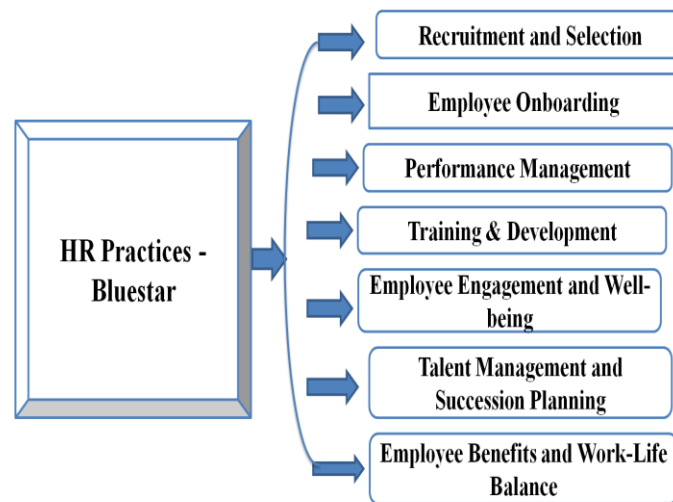 HR Practices -
Bluestar
Recruitment and Selection
Employee Onboarding
Performance Management
Training & Development
Employee Engagement and Well-
being
Talent Management and
Succession Planning
Employee Benefits and Work-Life
Balance